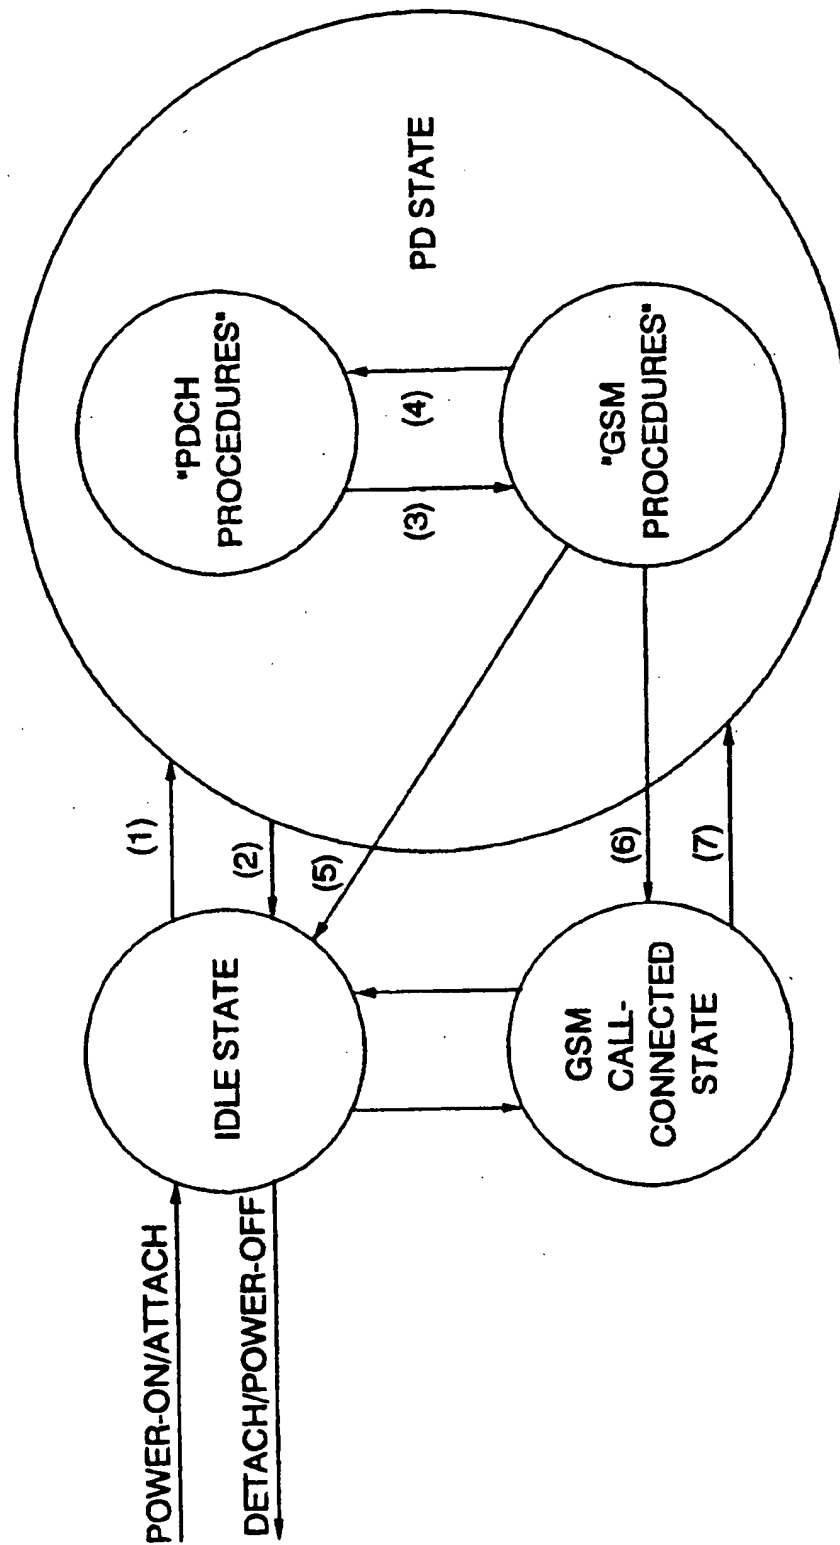 POWER-ON/ATTACH
DETACH/POWER-OFF
IDLE STATE
(1)
(2)
(5)
"PDCH
PROCEDURES"
PD STATE
(3)
(4)
GSM
CALL-
CONNECTED
STATE
(6)
(7)
"GSM
PROCEDURES"